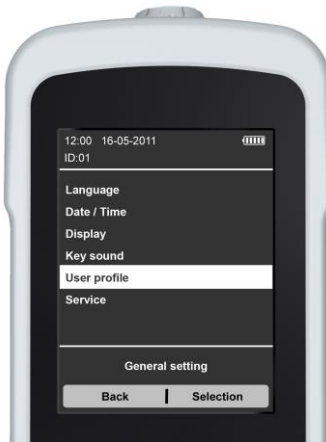 12:00 16-05-2011
ID:01
Language
Date / Time
Display
Key sound
User profile
Service
General setting
Back | Selection